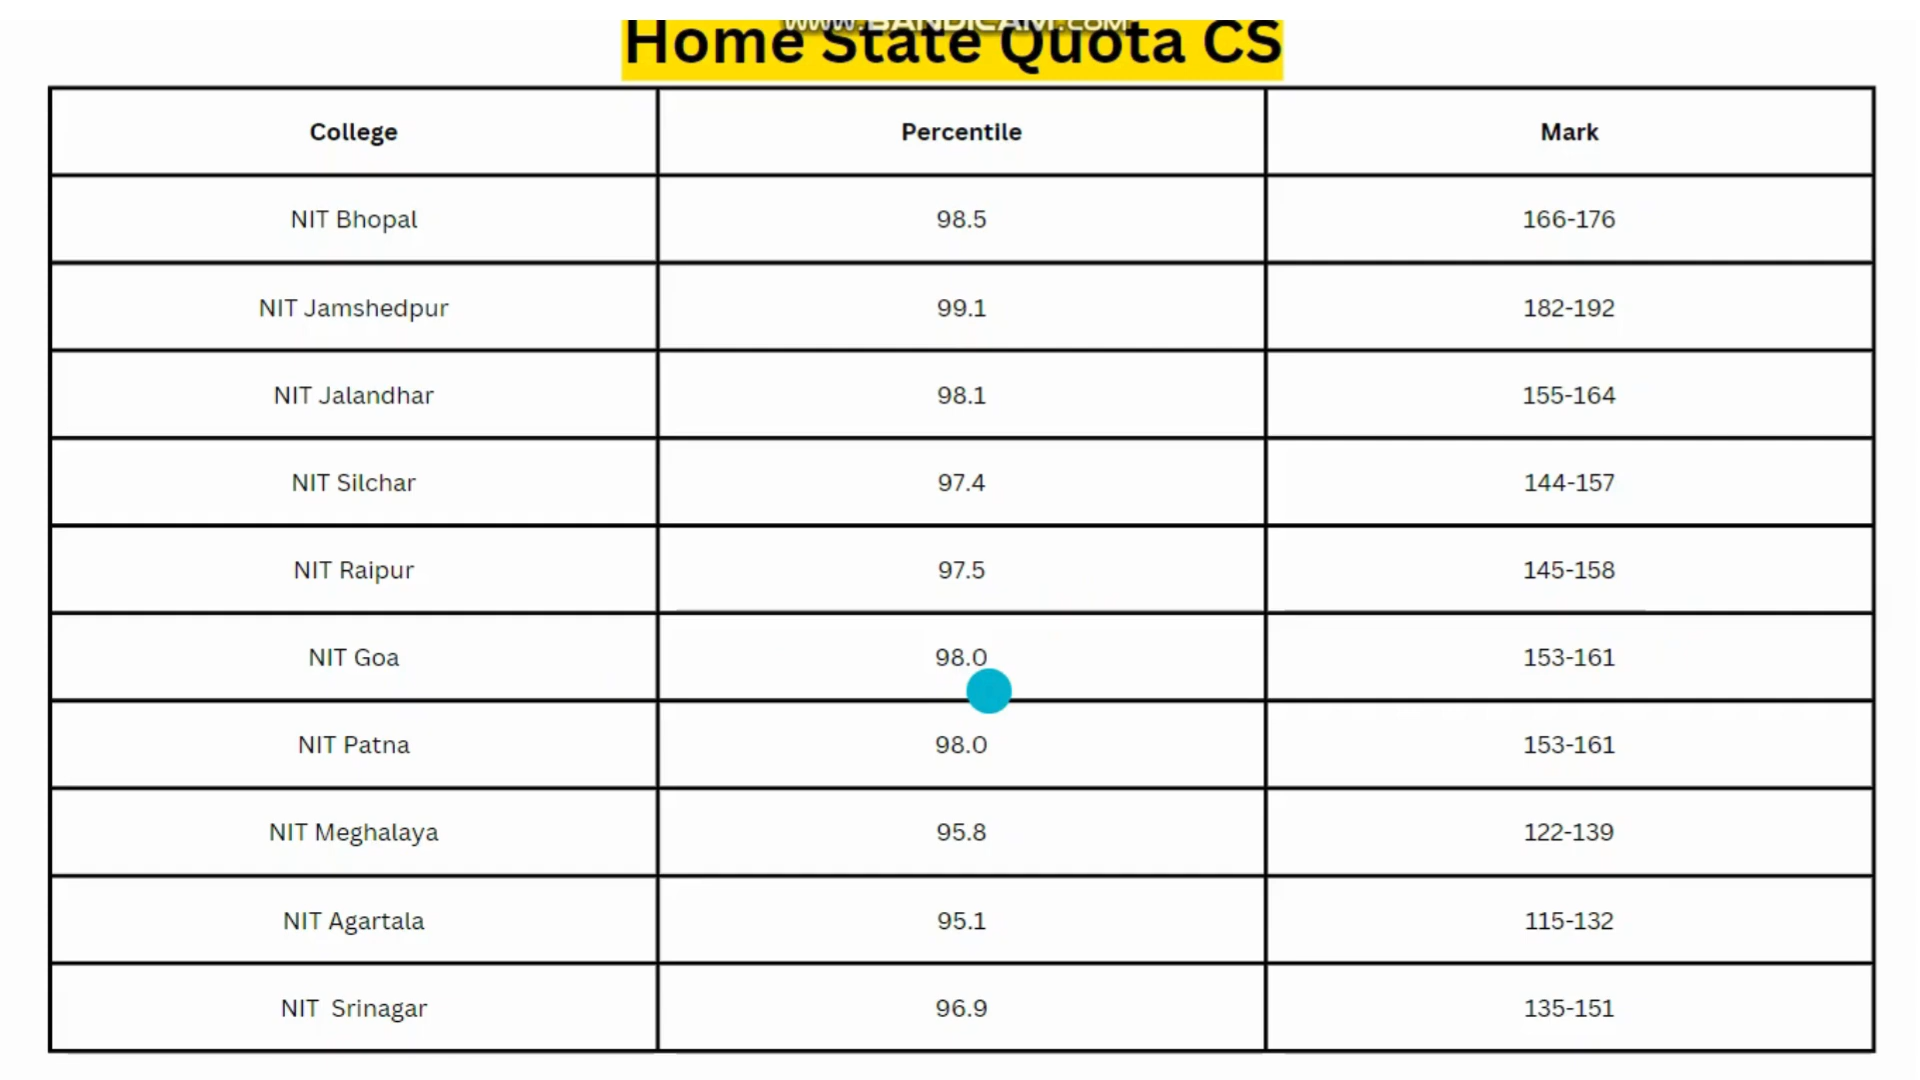 www.BANDICAM.com
Home State Quota CS
College Percentile Mark
NIT Bhopal 98.5 166-176
NIT Jamshedpur 99.1 182-192
NIT Jalandhar 98.1 155-164
NIT Silchar 97.4 144-157
NIT Raipur 97.5 145-158
NIT Goa 98.0 153-161
NIT Patna 98.0 153-161
NIT Meghalaya 95.8 122-139
NIT Agartala 95.1 115-132
NIT Srinagar 96.9 135-151